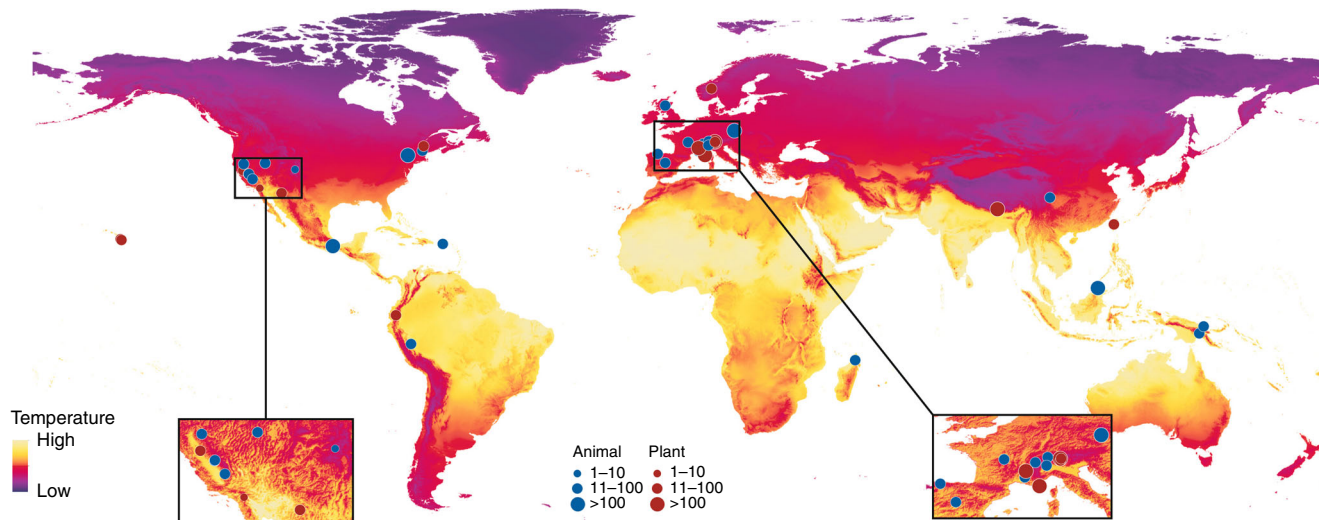 Temperature
High
Low
Animal Plant
1–10 1–10
11–100 11–100
>100 >100